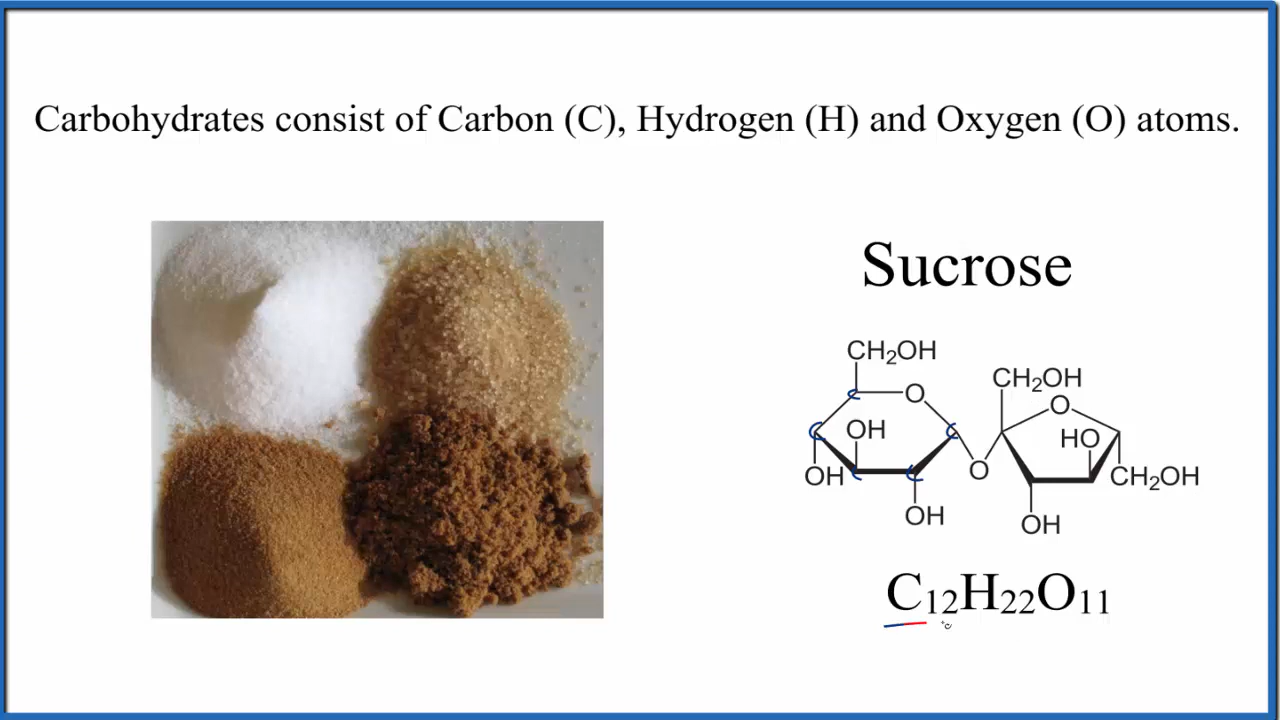 Carbohydrates consist of Carbon (C), Hydrogen (H) and Oxygen (O) atoms.
Sucrose
CH₂OH
CH₂OH
O
O
OH
HO
OH
O
CH₂OH
OH
OH
C₁₂H₂₂O₁₁